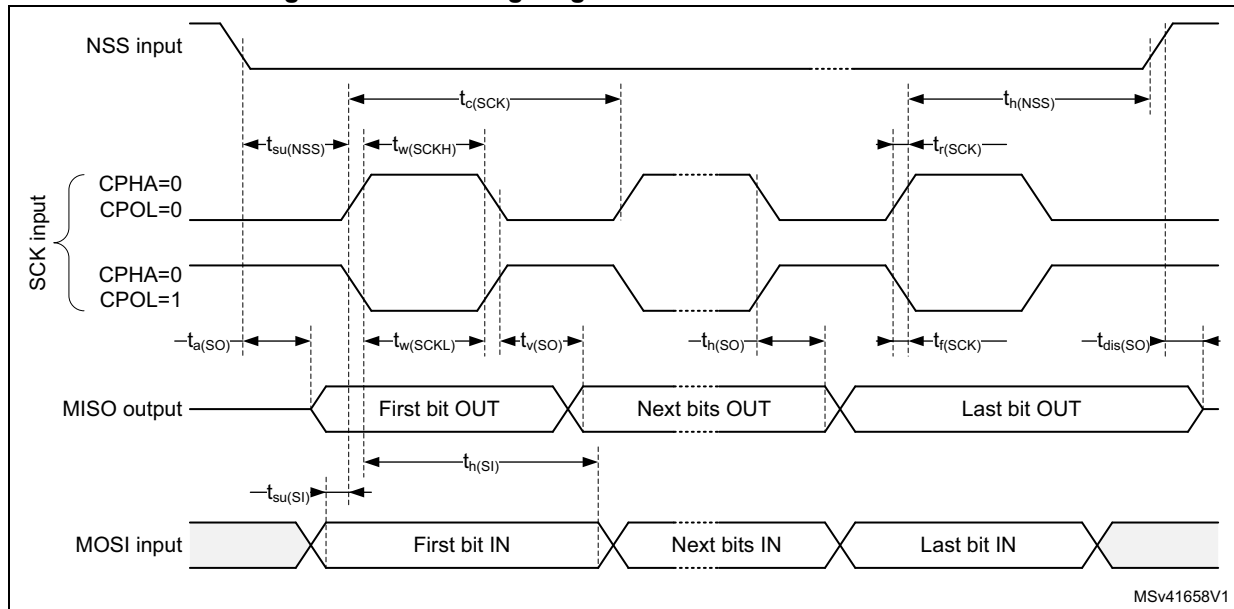 NSS input
tc(SCK)
th(NSS)
tsu(NSS)
tw(SCKH)
tr(SCK)
SCK input
CPHA=0
CPOL=0
CPHA=0
CPOL=1
ta(SO)
tw(SCKL)
tv(SO)
th(SO)
tf(SCK)
tdis(SO)
MISO output
First bit OUT
Next bits OUT
Last bit OUT
th(SI)
tsu(SI)
MOSI input
First bit IN
Next bits IN
Last bit IN
MSv41658V1